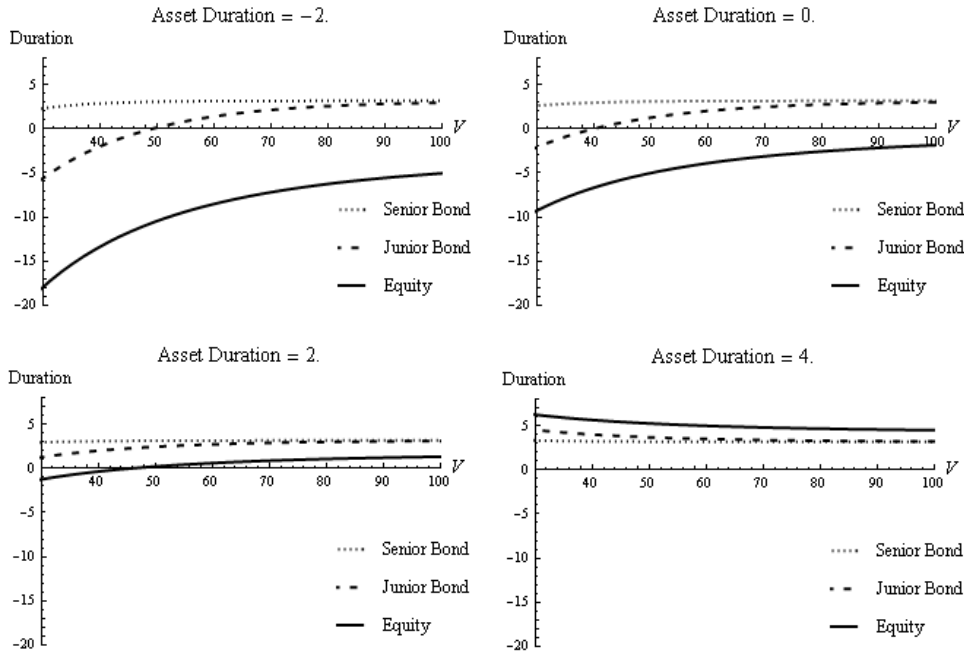 Asset Duration = −2.
Duration
5
0
−5
−10
−15
−20
40 50 60 70 80 90 100
V
Senior Bond
Junior Bond
Equity
Asset Duration = 0.
Duration
5
0
−5
−10
−15
−20
40 50 60 70 80 90 100
V
Senior Bond
Junior Bond
Equity
Asset Duration = 2.
Duration
5
0
−5
−10
−15
−20
40 50 60 70 80 90 100
V
Senior Bond
Junior Bond
Equity
Asset Duration = 4.
Duration
5
0
−5
−10
−15
−20
40 50 60 70 80 90 100
V
Senior Bond
Junior Bond
Equity